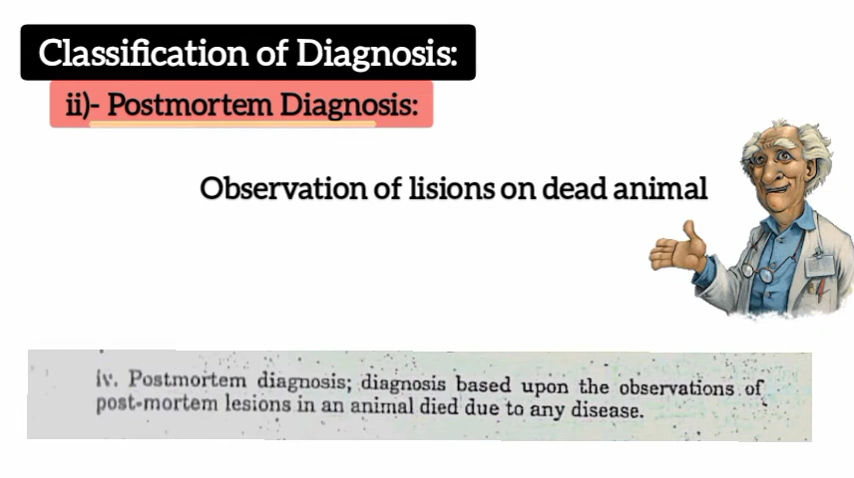 Classification of Diagnosis:
ii)- Postmortem Diagnosis:
Observation of lisions on dead animal
iv. Postmortem diagnosis; diagnosis based upon the observations of
post-mortem lesions in an animal died due to any disease.